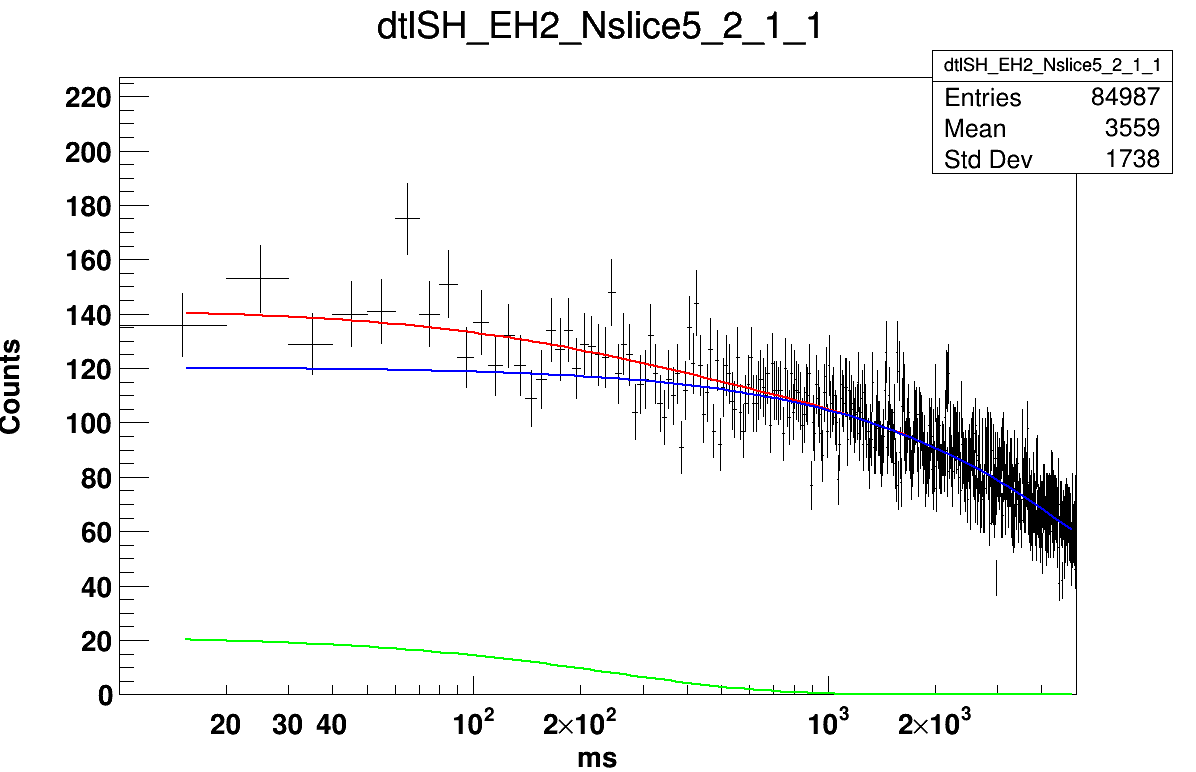 dtlSH_EH2_Nslice5_2_1_1
dtlSH_EH2_Nslice5_2_1_1
Entries 84987
Mean 3559
Std Dev 1738
220
200
180
160
140
120
100
80
60
40
20
0
Counts
20 30 40 10² 2×10² 10³ 2×10³
ms